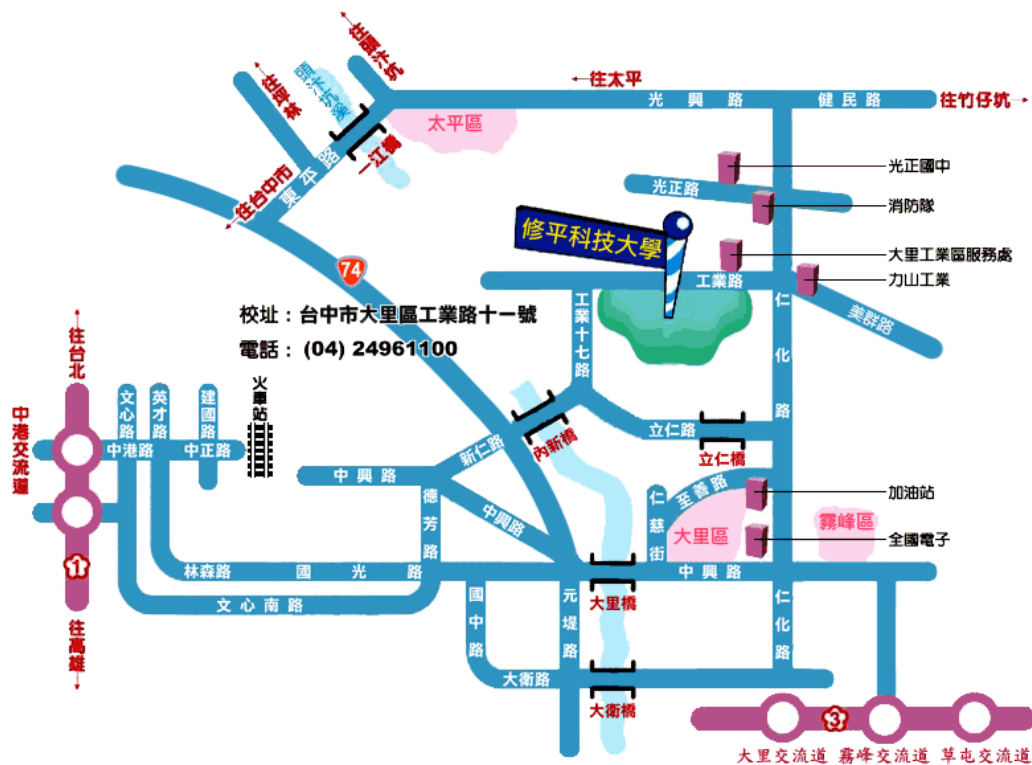 往頭汴坑
往坪林
頭汴坑溪
往太平
光興路
健民路
往竹仔坑
太平區
一江橋
東平路
往台中市
光正國中
光正路
消防隊
修平科技大學
大里工業區服務處
74
工業路
力山工業
仁化路
美群路
校址：台中市大里區工業路十一號
電話： (04) 24961100
工業十七路
往台北
中港交流道
文心路
英才路
建國路
火車站
中港路
中正路
新仁路
內新橋
立仁路
立仁橋
中興路
德芳路
中興路
仁慈街
至善路
加油站
大里區
霧峰區
全國電子
1
林森路
國光路
中興路
文心南路
國中路
元堤路
大里橋
仁化路
往高雄
大衛路
大衛橋
3
大里交流道
霧峰交流道
草屯交流道